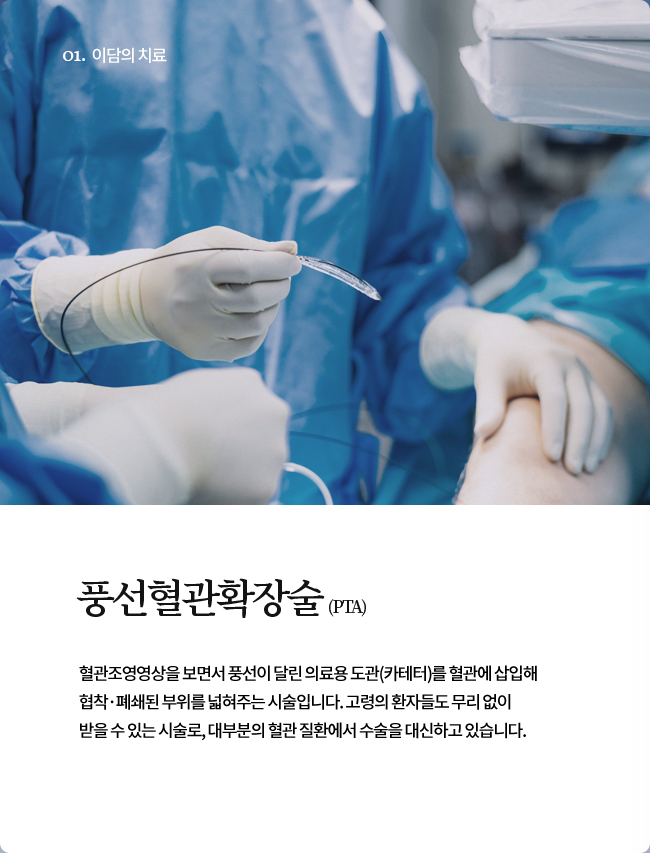 01. 이담의 치료
풍선혈관확장술 (PTA)
혈관조영영상을 보면서 풍선이 달린 의료용 도관(카테터)를 혈관에 삽입해
협착·폐쇄된 부위를 넓혀주는 시술입니다. 고령의 환자들도 무리 없이
받을 수 있는 시술로, 대부분의 혈관 질환에서 수술을 대신하고 있습니다.